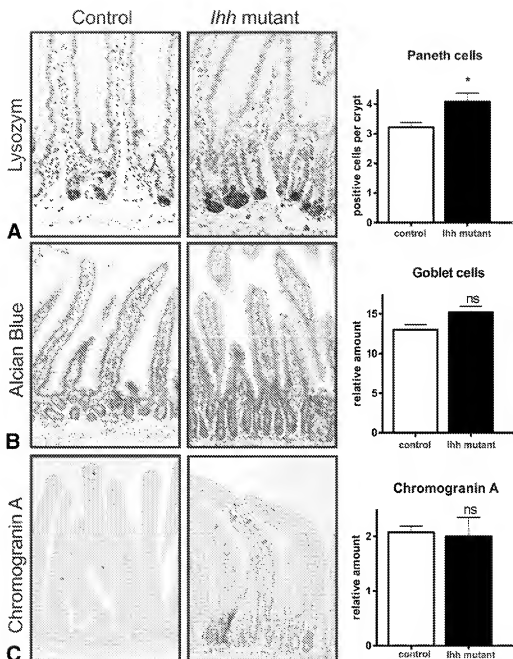 Control
Ihh mutant
Lysozym
A
Paneth cells
*
positive cells per crypt
4
3
2
1
0
control
Ihh mutant
Alcian Blue
B
Goblet cells
ns
relative amount
15
10
5
0
control
Ihh mutant
Chromogranin A
C
Chromogranin A
ns
relative amount
2
1
0
control
Ihh mutant